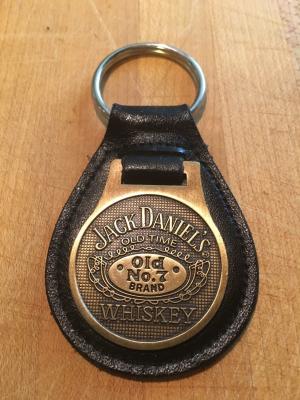 JACK DANIEL'S
OLD-TIME
Old
No. 7
BRAND
WHISKEY